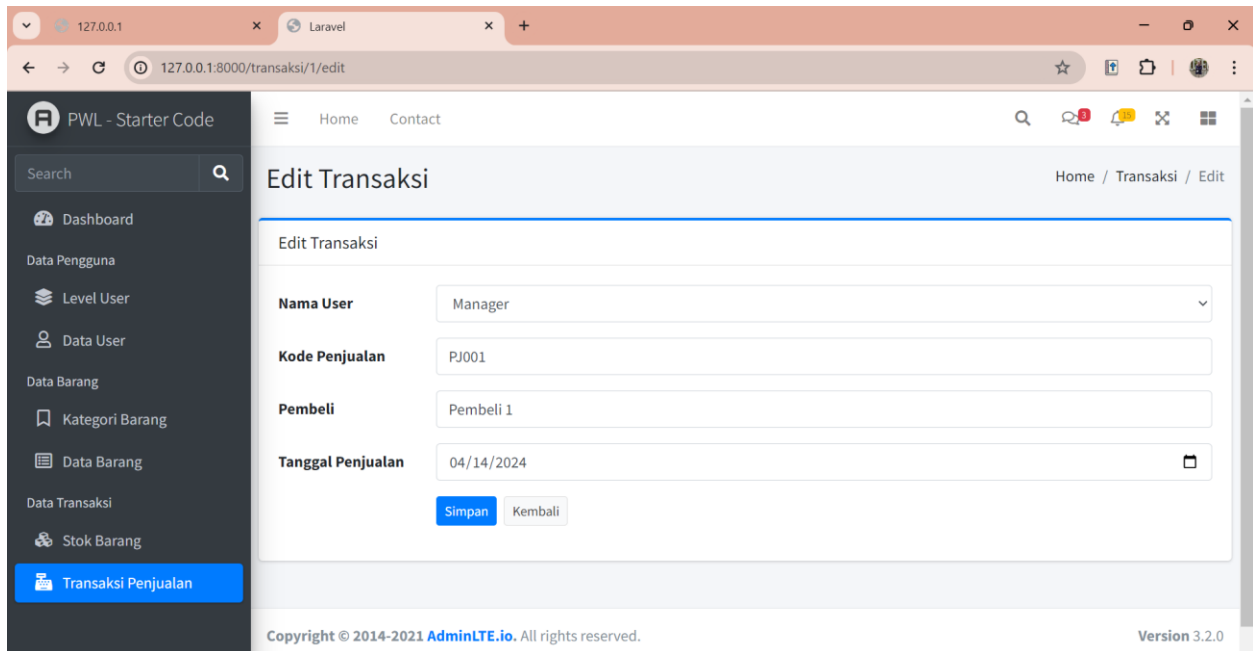 127.0.0.1
Laravel
127.0.0.1:8000/transaksi/1/edit
PWL - Starter Code
Home Contact
3
15
Search
Edit Transaksi
Home / Transaksi / Edit
Dashboard
Data Pengguna
Level User
Data User
Data Barang
Kategori Barang
Data Barang
Data Transaksi
Stok Barang
Transaksi Penjualan
Edit Transaksi
Nama User Manager
Kode Penjualan PJ001
Pembeli Pembeli 1
Tanggal Penjualan 04/14/2024
Simpan Kembali
Copyright © 2014-2021 AdminLTE.io. All rights reserved.
Version 3.2.0